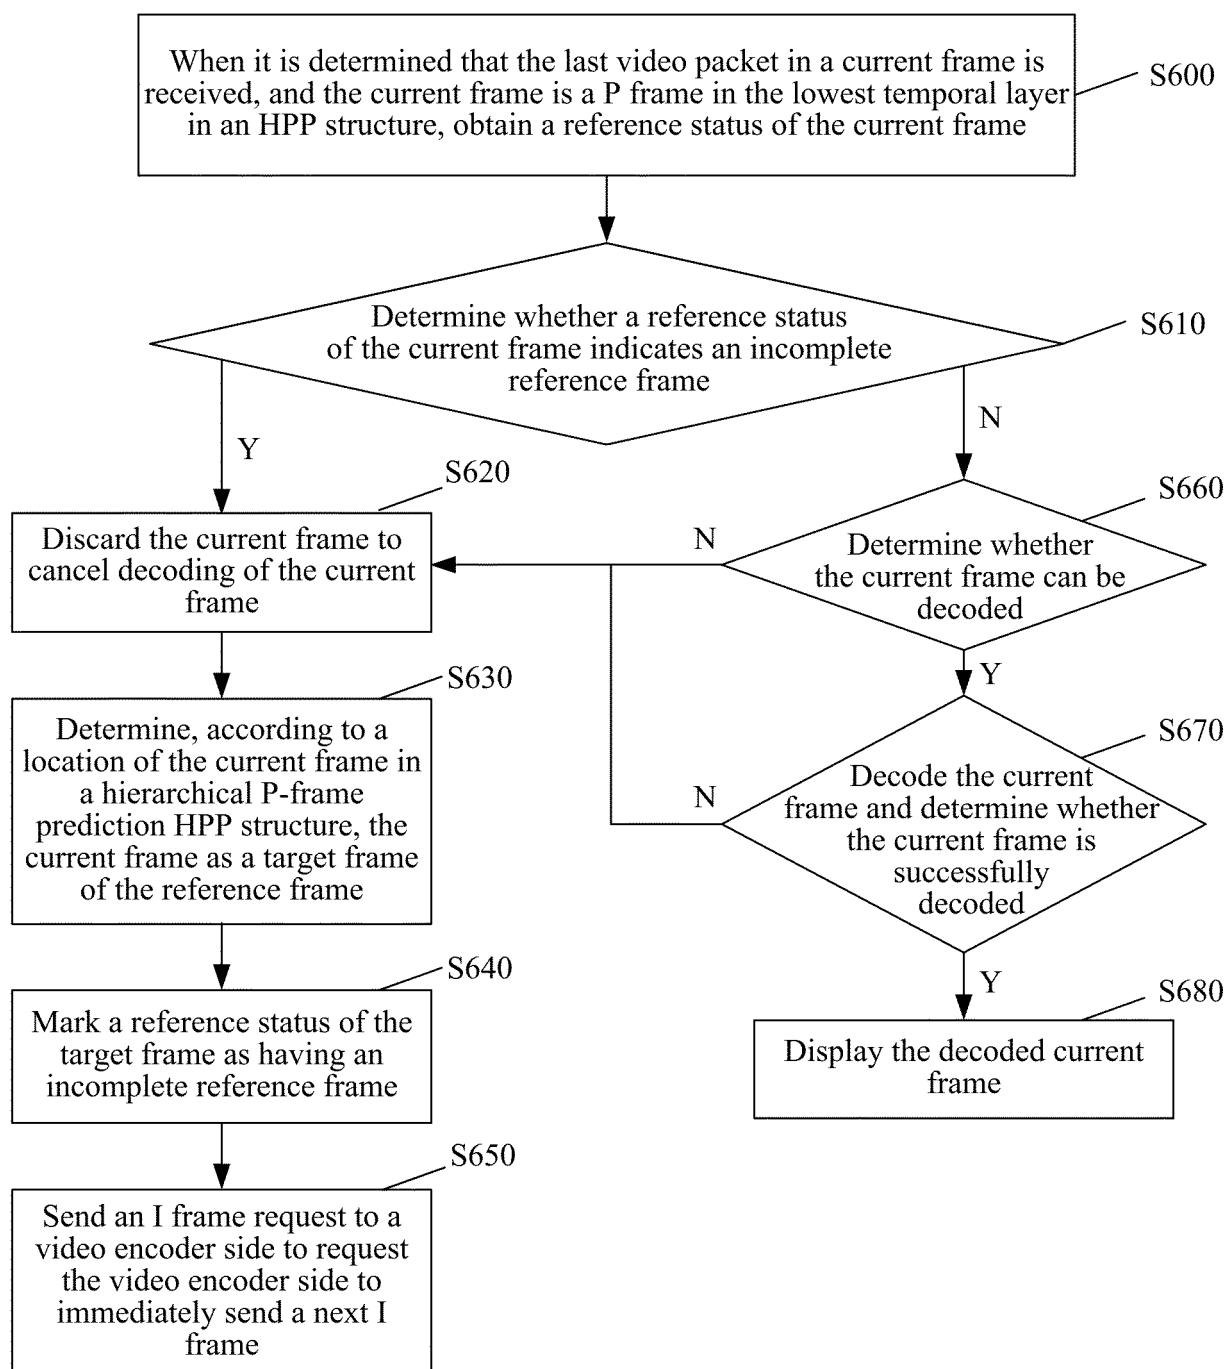 When it is determined that the last video packet in a current frame is
received, and the current frame is a P frame in the lowest temporal layer
in an HPP structure, obtain a reference status of the current frame
S600
Determine whether a reference status
of the current frame indicates an incomplete
reference frame
S610
Y
N
S620
Discard the current frame to
cancel decoding of the current
frame
S660
N
Determine whether
the current frame can be
decoded
Y
S630
Determine, according to a
location of the current frame in
a hierarchical P-frame
prediction HPP structure, the
current frame as a target frame
of the reference frame
S670
N
Decode the current
frame and determine whether
the current frame is
successfully
decoded
Y
S640
Mark a reference status of the
target frame as having an
incomplete reference frame
S680
Display the decoded current
frame
S650
Send an I frame request to a
video encoder side to request
the video encoder side to
immediately send a next I
frame